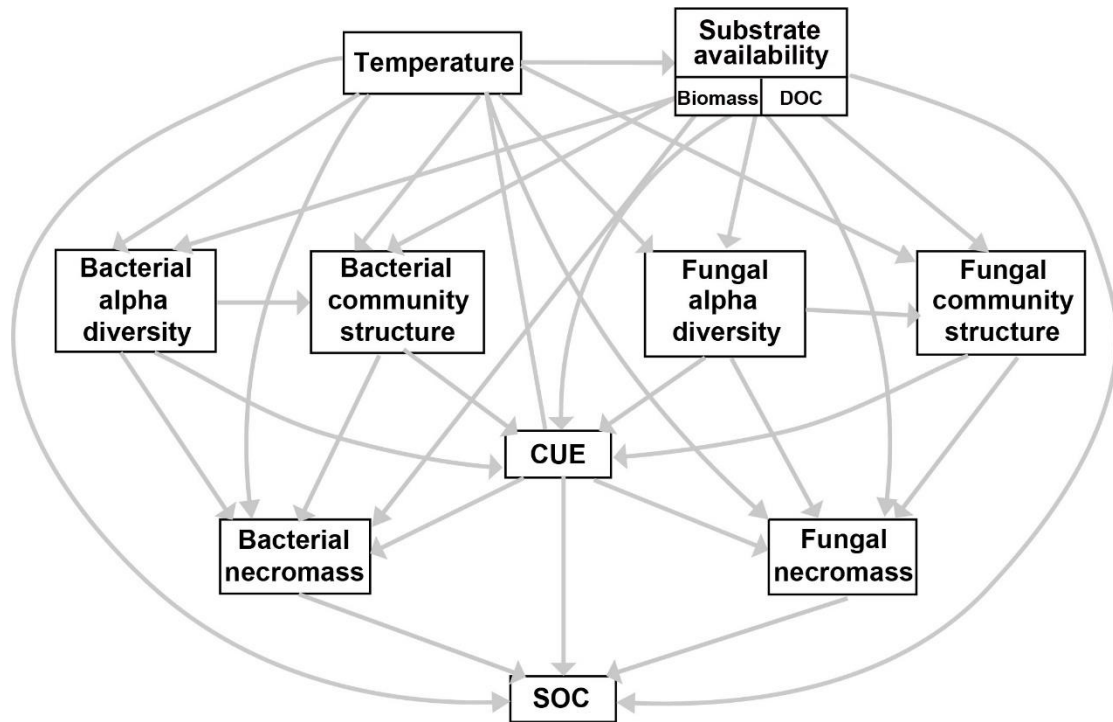 Temperature
Substrate
availability
Biomass
DOC
Bacterial
alpha
diversity
Bacterial
community
structure
Fungal
alpha
diversity
Fungal
community
structure
CUE
Bacterial
necromass
Fungal
necromass
SOC